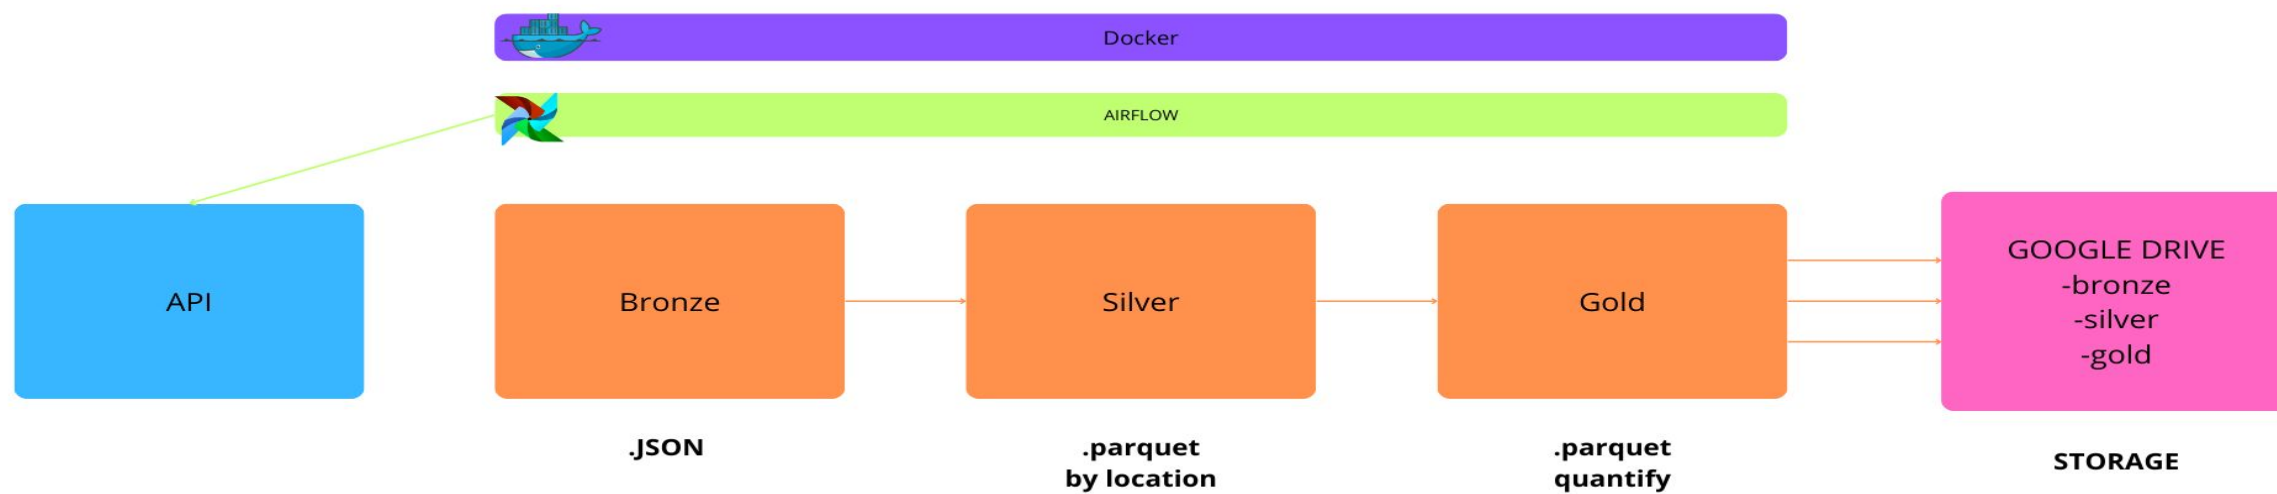 Docker
AIRFLOW
API
Bronze
Silver
Gold
GOOGLE DRIVE
-bronze
-silver
-gold
.JSON
.parquet
by location
.parquet
quantify
STORAGE